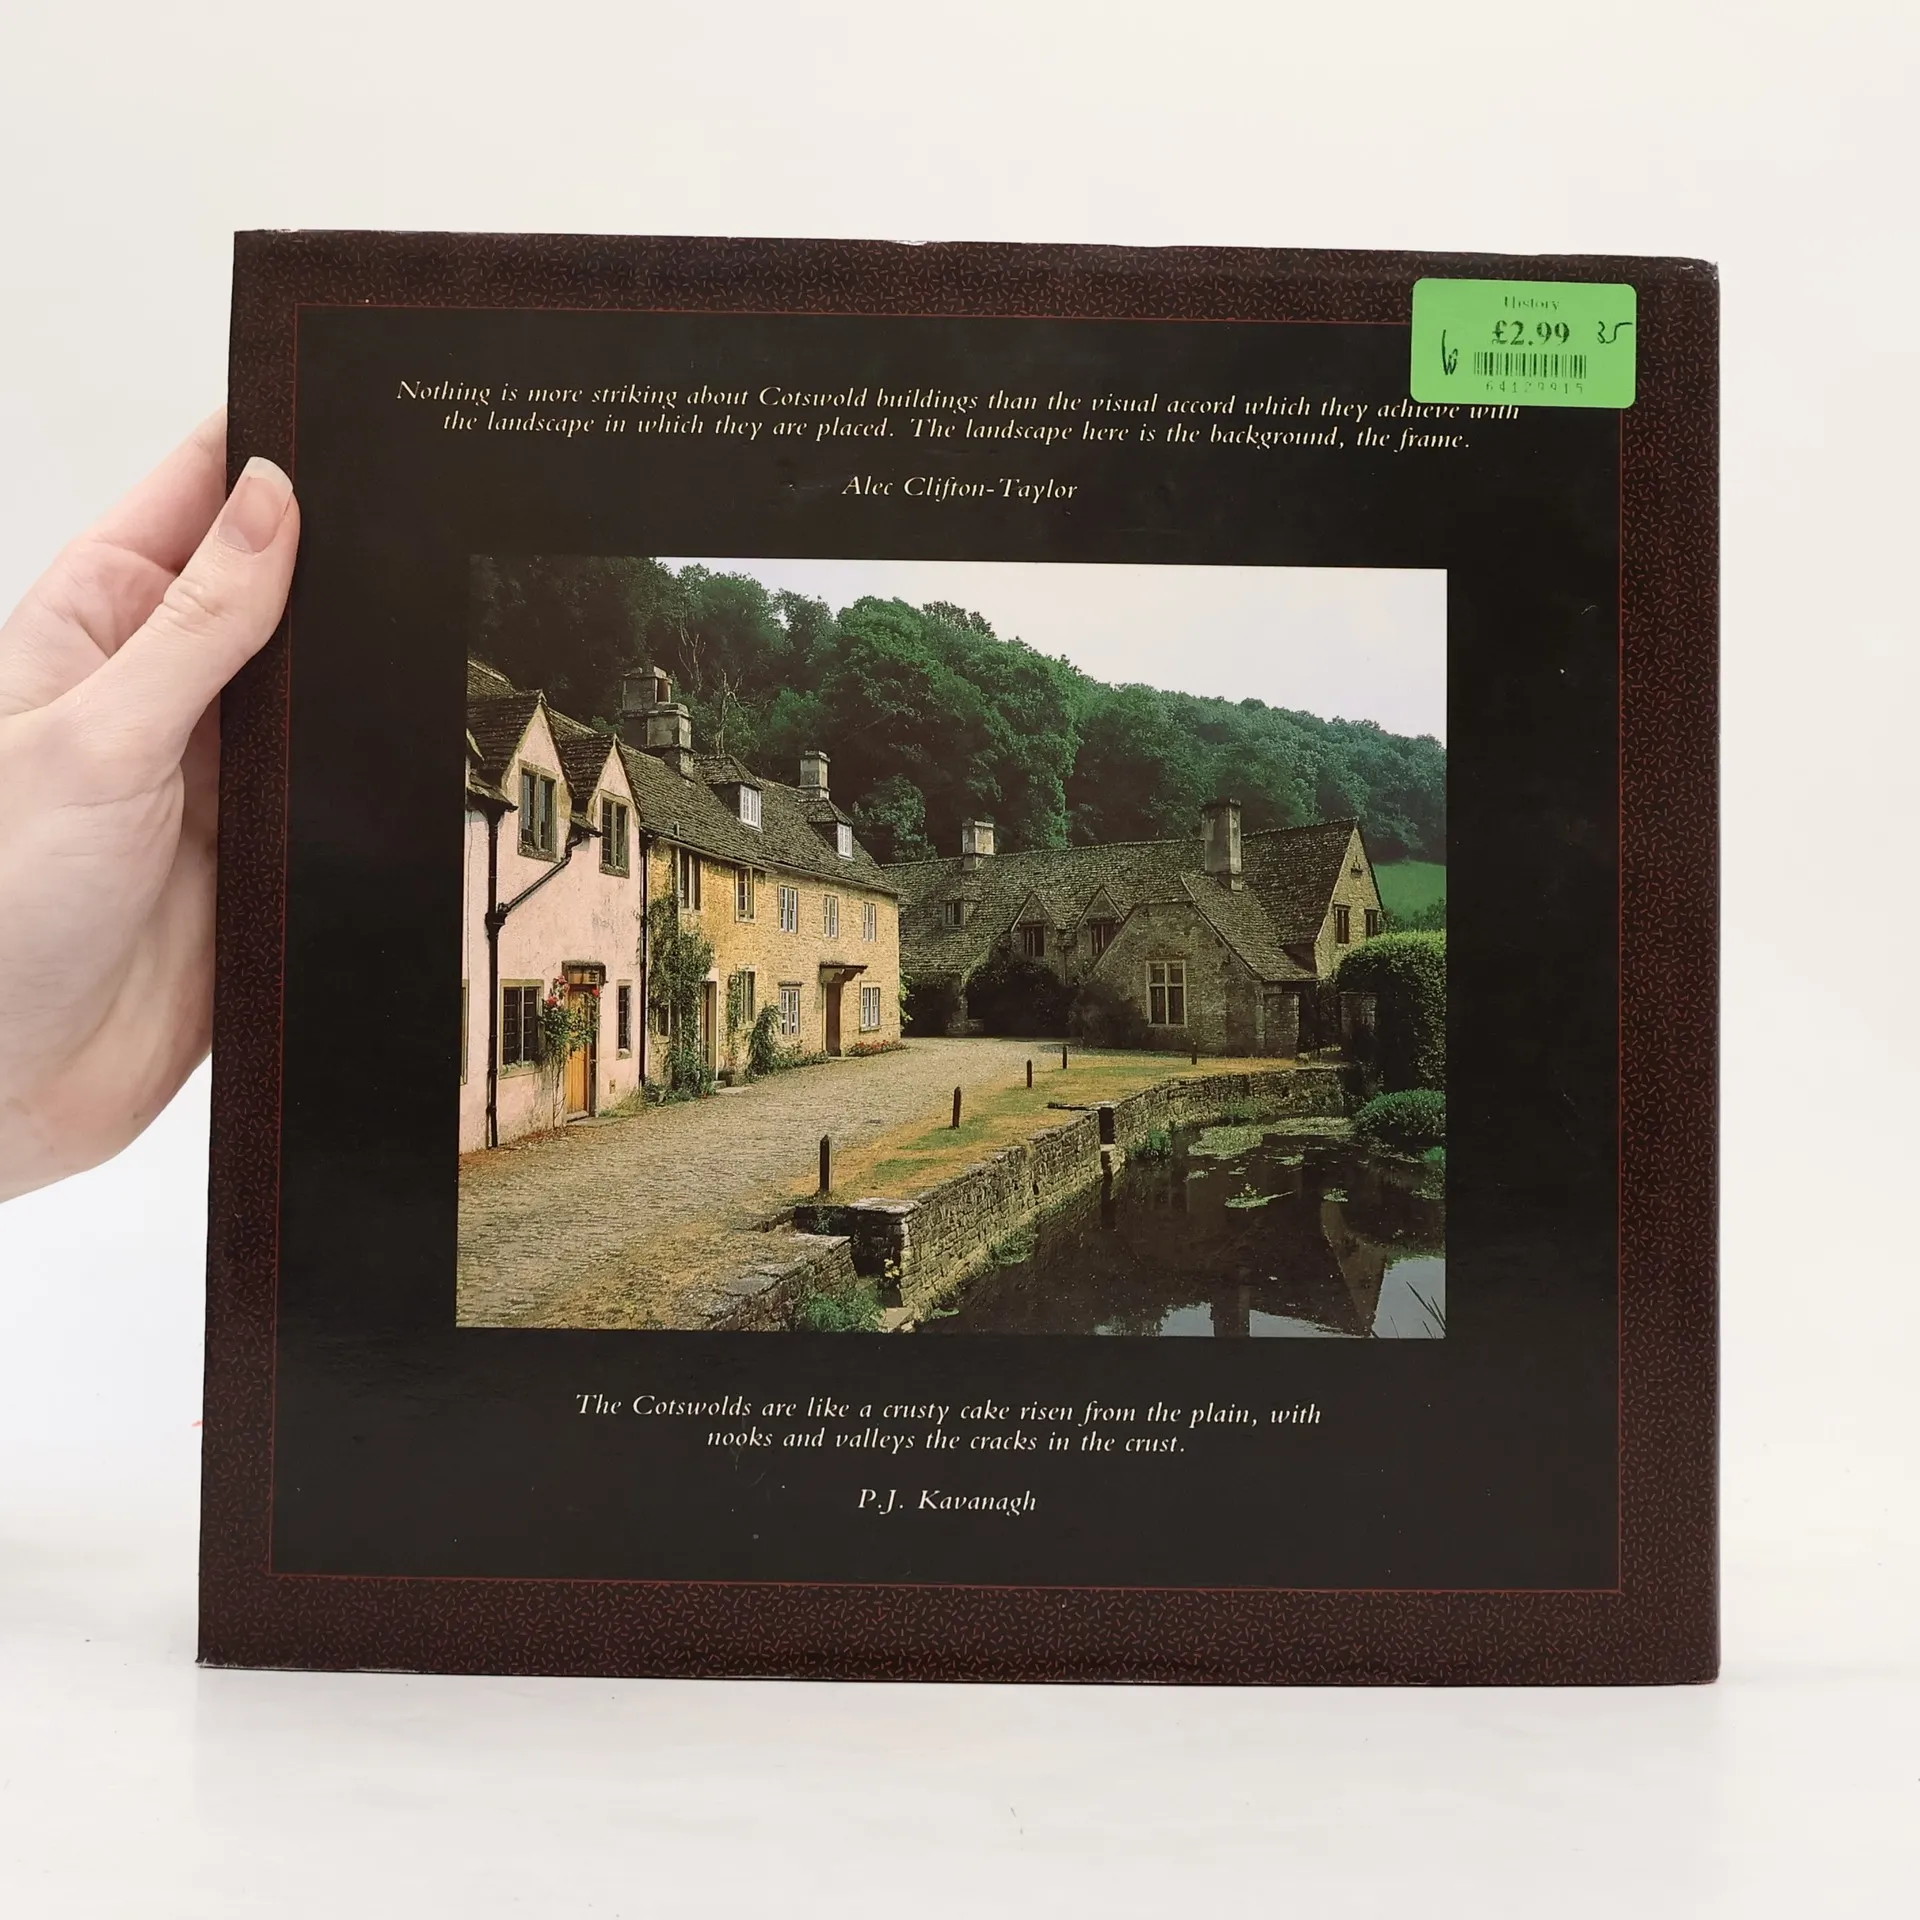 History
£2.99
35
64129915
Nothing is more striking about Cotswold buildings than the visual accord which they achieve with
the landscape in which they are placed. The landscape here is the background, the frame.
Alec Clifton-Taylor
The Cotswolds are like a crusty cake risen from the plain, with
nooks and valleys the cracks in the crust.
P.J. Kavanagh